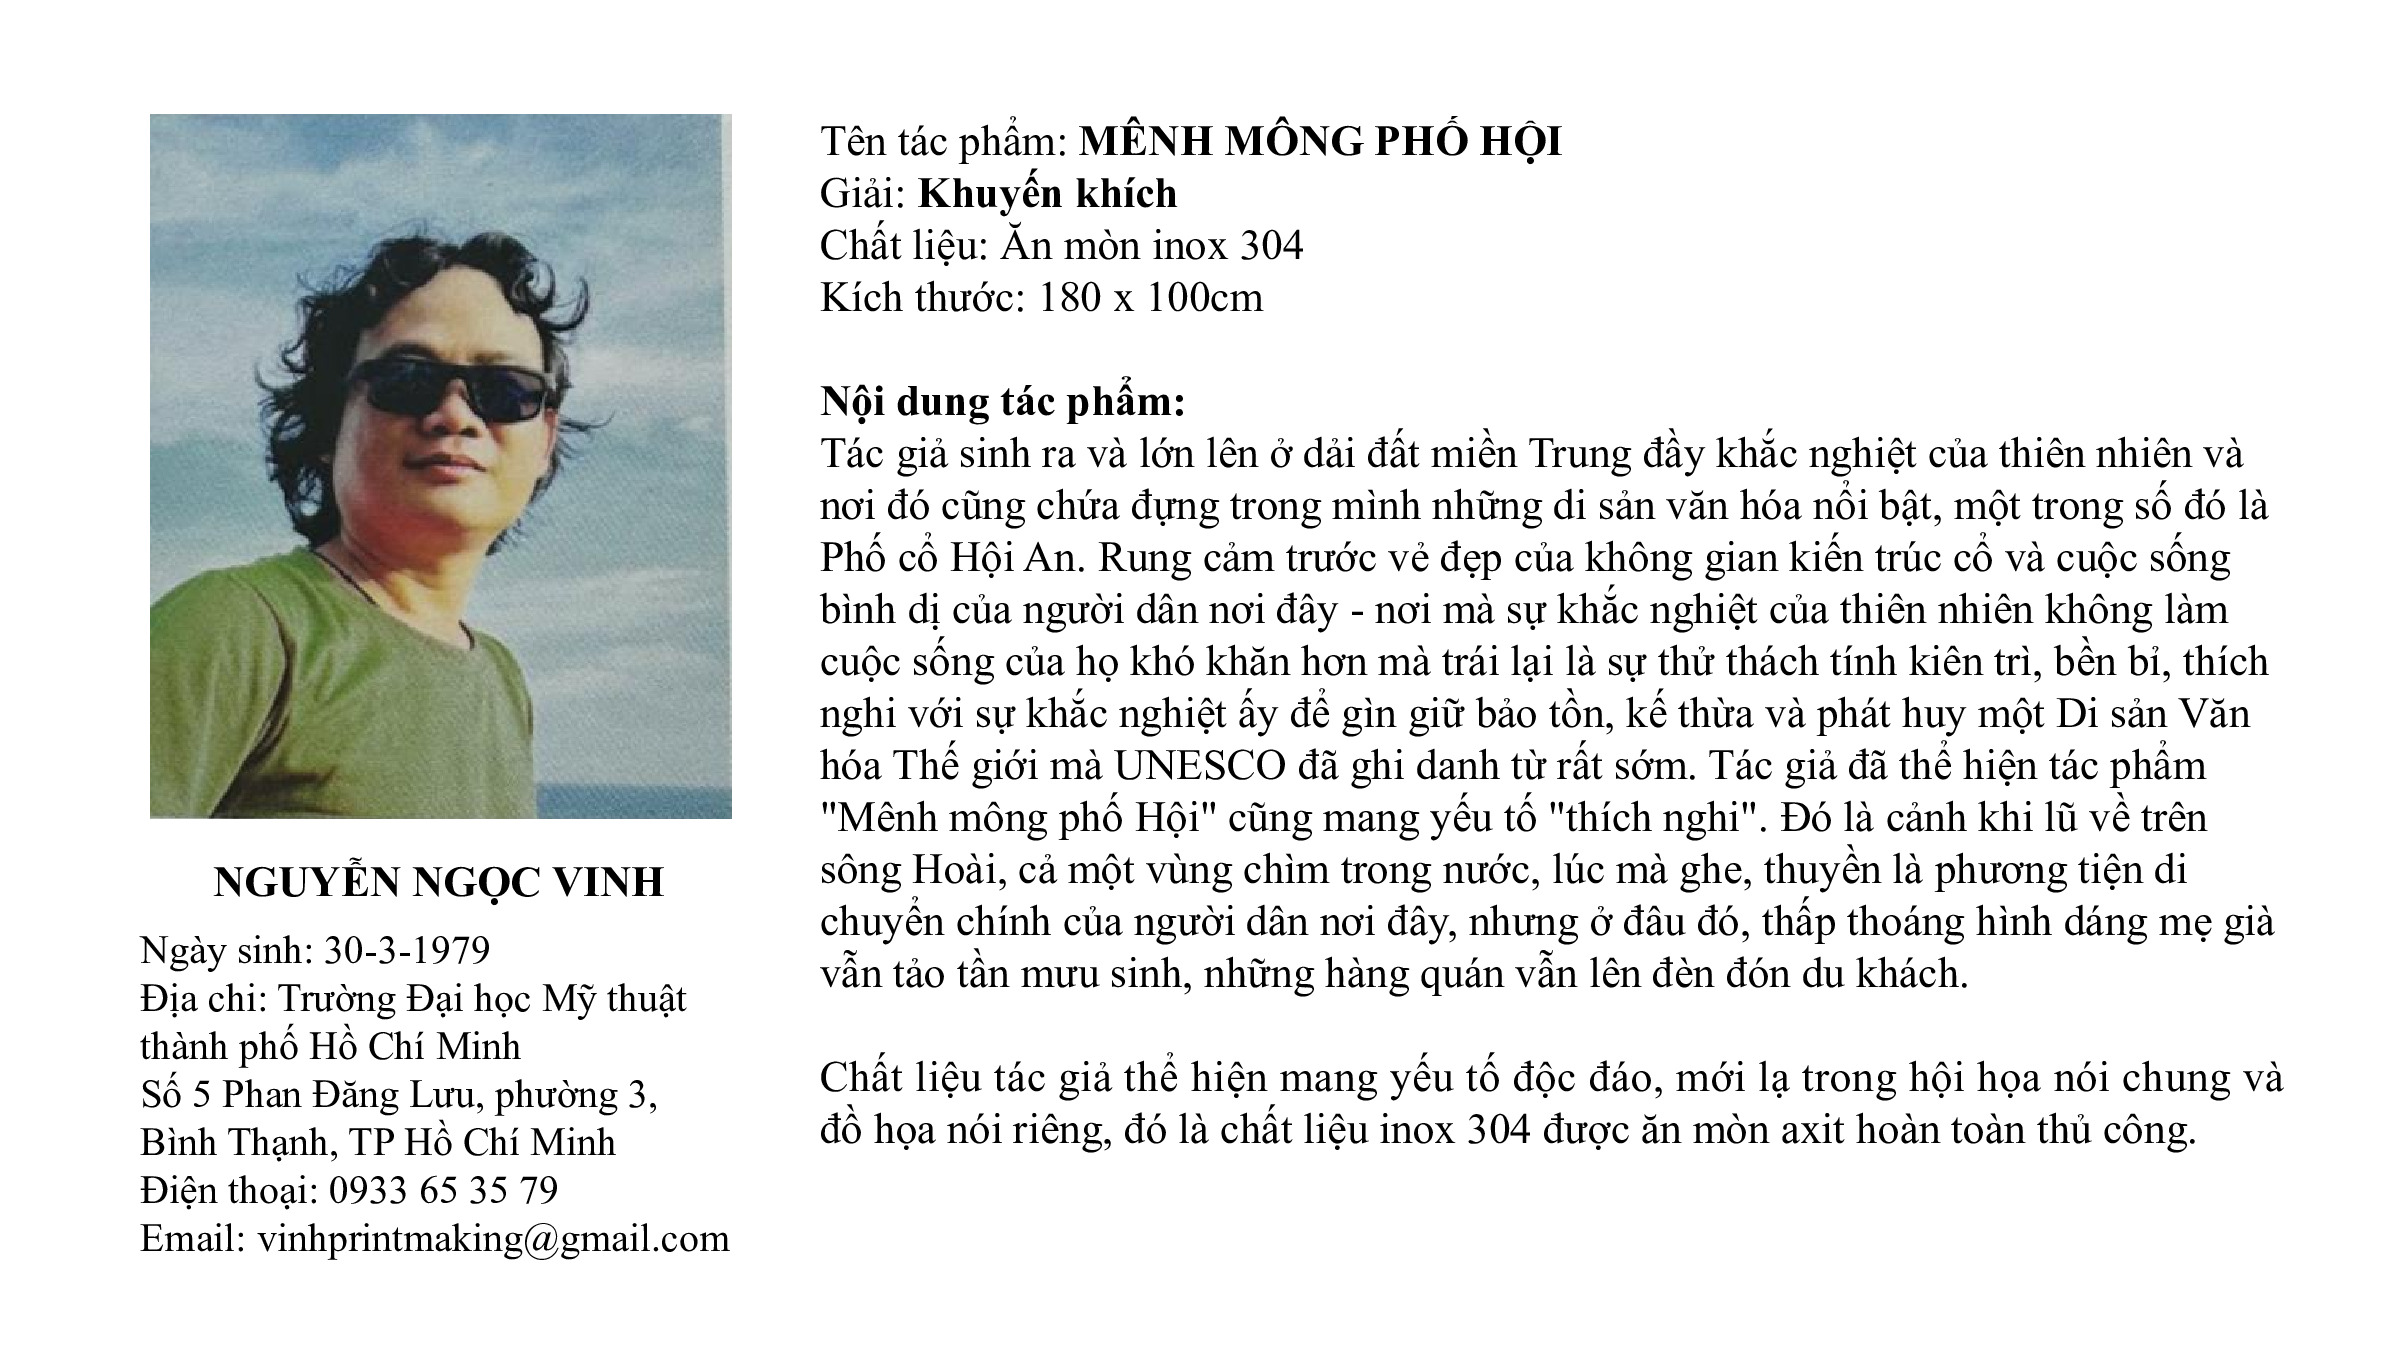 NGUYỄN NGỌC VINH
Ngày sinh: 30-3-1979
Địa chi: Trường Đại học Mỹ thuật
thành phố Hồ Chí Minh
Số 5 Phan Đăng Lưu, phường 3,
Bình Thạnh, TP Hồ Chí Minh
Điện thoại: 0933 65 35 79
Email: vinhprintmaking@gmail.com
Tên tác phẩm: MÊNH MÔNG PHỐ HỘI
Giải: Khuyến khích
Chất liệu: Ăn mòn inox 304
Kích thước: 180 x 100cm
Nội dung tác phẩm:
Tác giả sinh ra và lớn lên ở dải đất miền Trung đầy khắc nghiệt của thiên nhiên và
nơi đó cũng chứa đựng trong mình những di sản văn hóa nổi bật, một trong số đó là
Phố cổ Hội An. Rung cảm trước vẻ đẹp của không gian kiến trúc cổ và cuộc sống
bình dị của người dân nơi đây - nơi mà sự khắc nghiệt của thiên nhiên không làm
cuộc sống của họ khó khăn hơn mà trái lại là sự thử thách tính kiên trì, bền bỉ, thích
nghi với sự khắc nghiệt ấy để gìn giữ bảo tồn, kế thừa và phát huy một Di sản Văn
hóa Thế giới mà UNESCO đã ghi danh từ rất sớm. Tác giả đã thể hiện tác phẩm
"Mênh mông phố Hội" cũng mang yếu tố "thích nghi". Đó là cảnh khi lũ về trên
sông Hoài, cả một vùng chìm trong nước, lúc mà ghe, thuyền là phương tiện di
chuyển chính của người dân nơi đây, nhưng ở đâu đó, thấp thoáng hình dáng mẹ già
vẫn tảo tần mưu sinh, những hàng quán vẫn lên đèn đón du khách.
Chất liệu tác giả thể hiện mang yếu tố độc đáo, mới lạ trong hội họa nói chung và
đồ họa nói riêng, đó là chất liệu inox 304 được ăn mòn axit hoàn toàn thủ công.